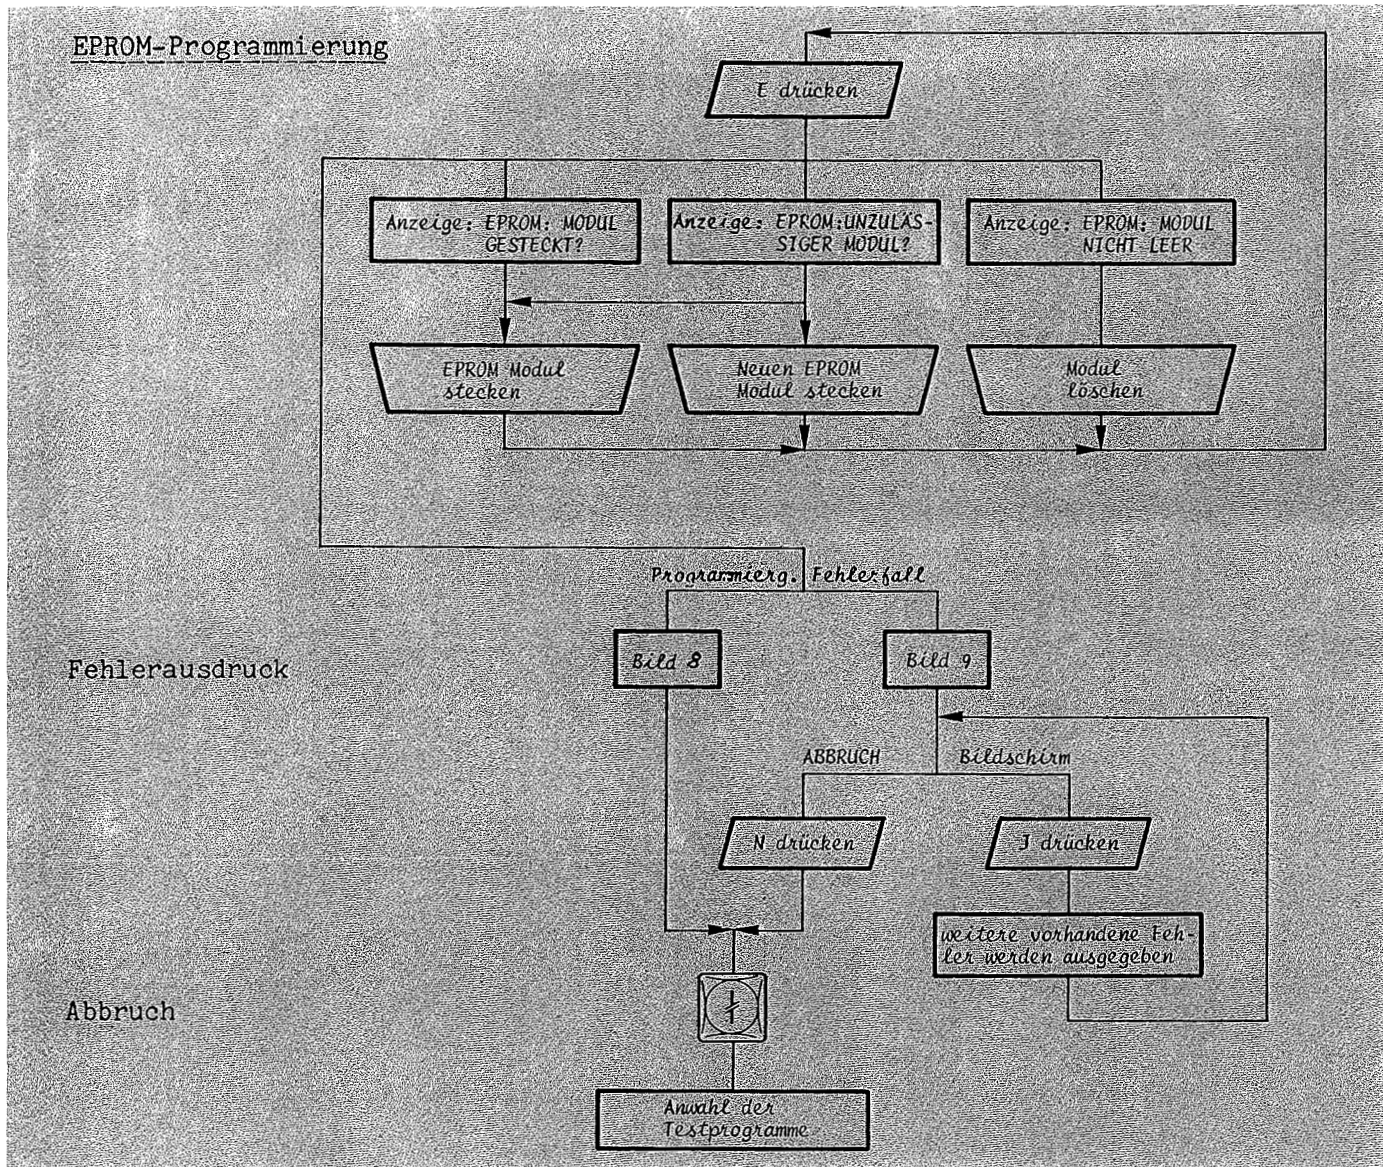 EPROM-Programmierung
E drücken
Anzeige: EPROM: MODUL
GESTECKT?
Anzeige: EPROM:UNZULÄS-
SIGER MODUL?
Anzeige: EPROM: MODUL
NICHT LEER
EPROM Modul
stecken
Neuen EPROM
Modul stecken
Modul
löschen
Programmierg. Fehlerfall
Fehlerausdruck
Bild 8
Bild 9
ABBRUCH
Bildschirm
N drücken
J drücken
weitere vorhandene Feh-
ler werden ausgegeben
Abbruch
Anwahl der
Testprogramme